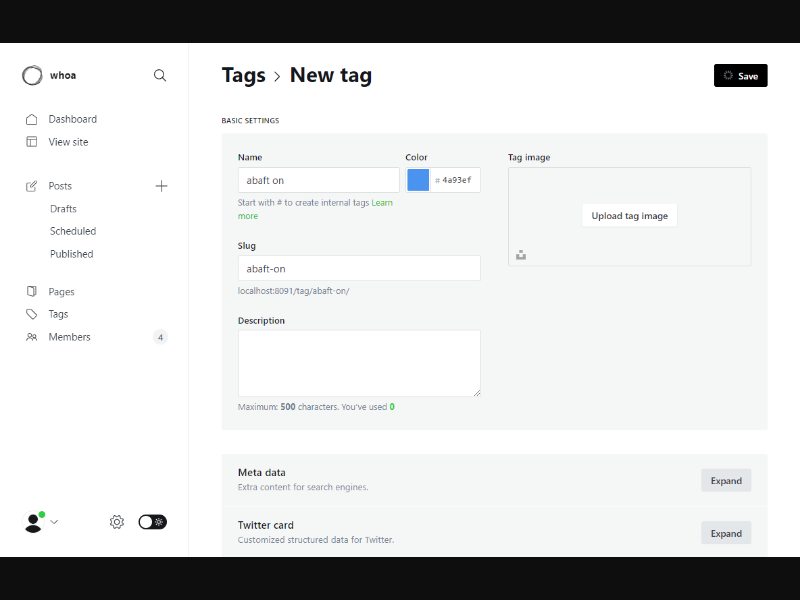 whoa
Dashboard
View site
Posts
Drafts
Scheduled
Published
Pages
Tags
Members 4
Tags > New tag
Save
BASIC SETTINGS
Name
abaft on
Start with # to create internal tags Learn
more
Color
# 4a93ef
Slug
abaft-on
localhost:8091/tag/abaft-on/
Description
Maximum: 500 characters. You've used 0
Tag image
Upload tag image
Meta data
Extra content for search engines.
Expand
Twitter card
Customized structured data for Twitter.
Expand